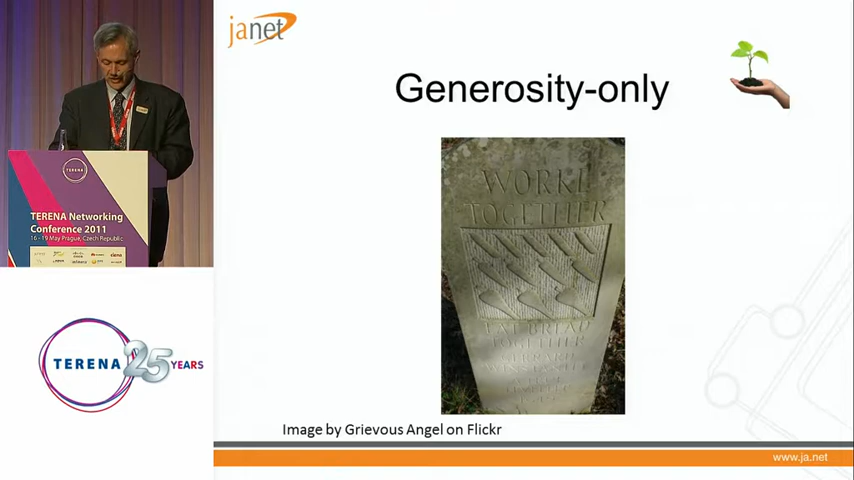 janet
Generosity-only
WORKE
TOGETHER
EAT BREAD
TOGETHER
Image by Grievous Angel on Flickr
www.ja.net
TERENA
TERENA Networking
Conference 2011
16 - 19 May Prague, Czech Republic
TERENA 25 YEARS